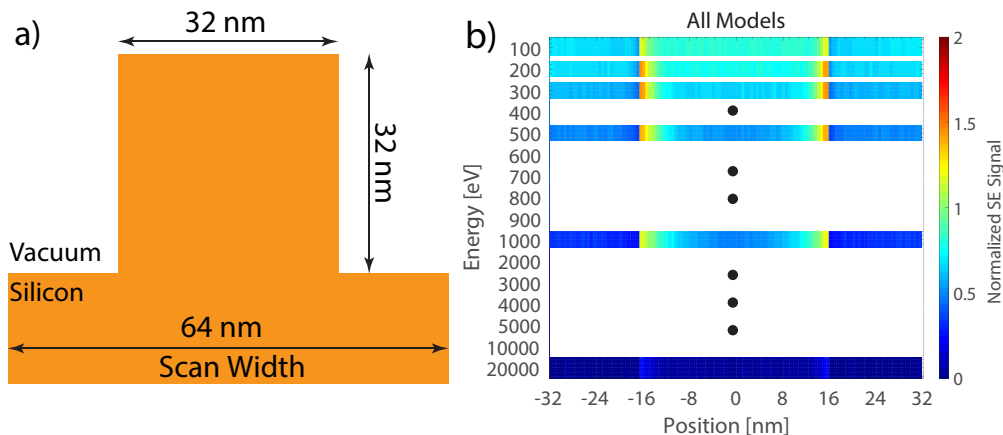 a)
32 nm
32 nm
Vacuum
Silicon
64 nm
Scan Width
b)
All Models
Energy [eV]
100
200
300
400
500
600
700
800
900
1000
2000
3000
4000
5000
10000
20000
-32 -24 -16 -8 0 8 16 24 32
Position [nm]
2
1.5
1
0.5
0
Normalized SE Signal